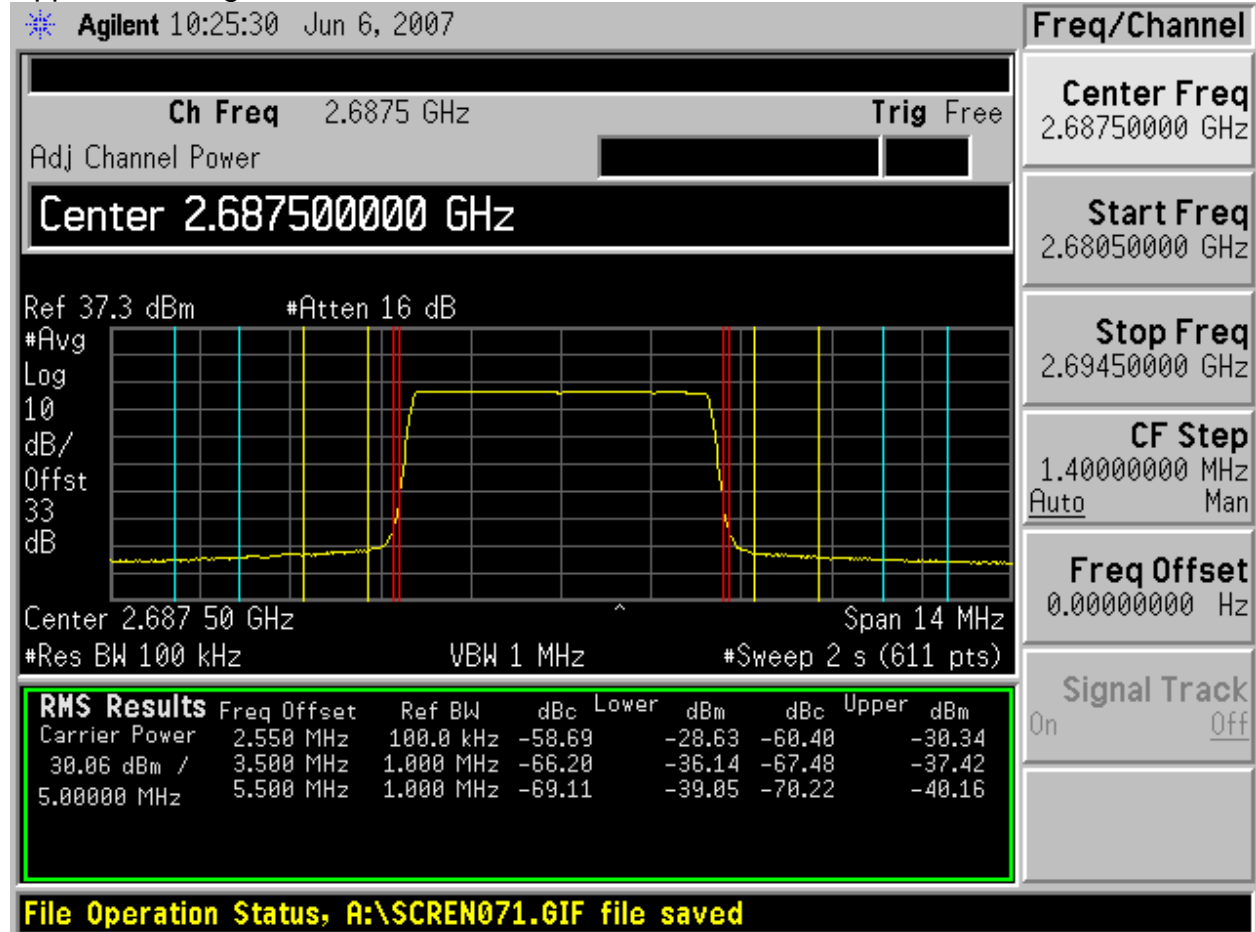 Agilent 10:25:30 Jun 6, 2007
Freq/Channel
Ch Freq 2.6875 GHz Trig Free
Adj Channel Power
Center 2.687500000 GHz
Ref 37.3 dBm #Atten 16 dB
#Avg
Log
10
dB/
Offst
33
dB
Center 2.687 50 GHz Span 14 MHz
#Res BW 100 kHz VBW 1 MHz #Sweep 2 s (611 pts)
RMS Results Freq Offset Ref BW dBc Lower dBm dBc Upper dBm
Carrier Power 2.550 MHz 100.0 kHz -58.69 -28.63 -60.40 -30.34
30.06 dBm / 3.500 MHz 1.000 MHz -66.20 -36.14 -67.48 -37.42
5.00000 MHz 5.500 MHz 1.000 MHz -69.11 -39.05 -70.22 -40.16
Center Freq
2.68750000 GHz
Start Freq
2.68050000 GHz
Stop Freq
2.69450000 GHz
CF Step
1.40000000 MHz
Auto Man
Freq Offset
0.00000000 Hz
Signal Track
On Off
File Operation Status, A:\SCREN071.GIF file saved